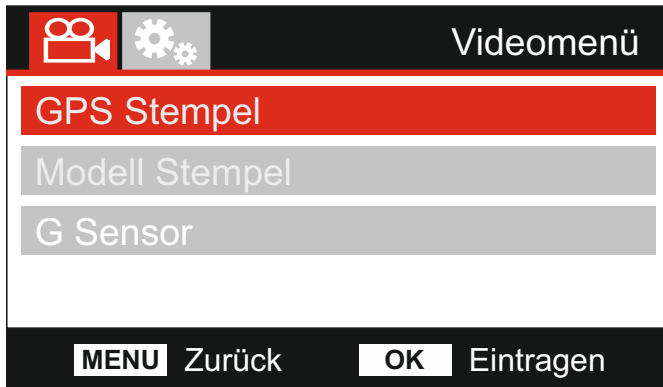 Videomenü
GPS Stempel
Modell Stempel
G Sensor
MENU Zurück OK Eintragen